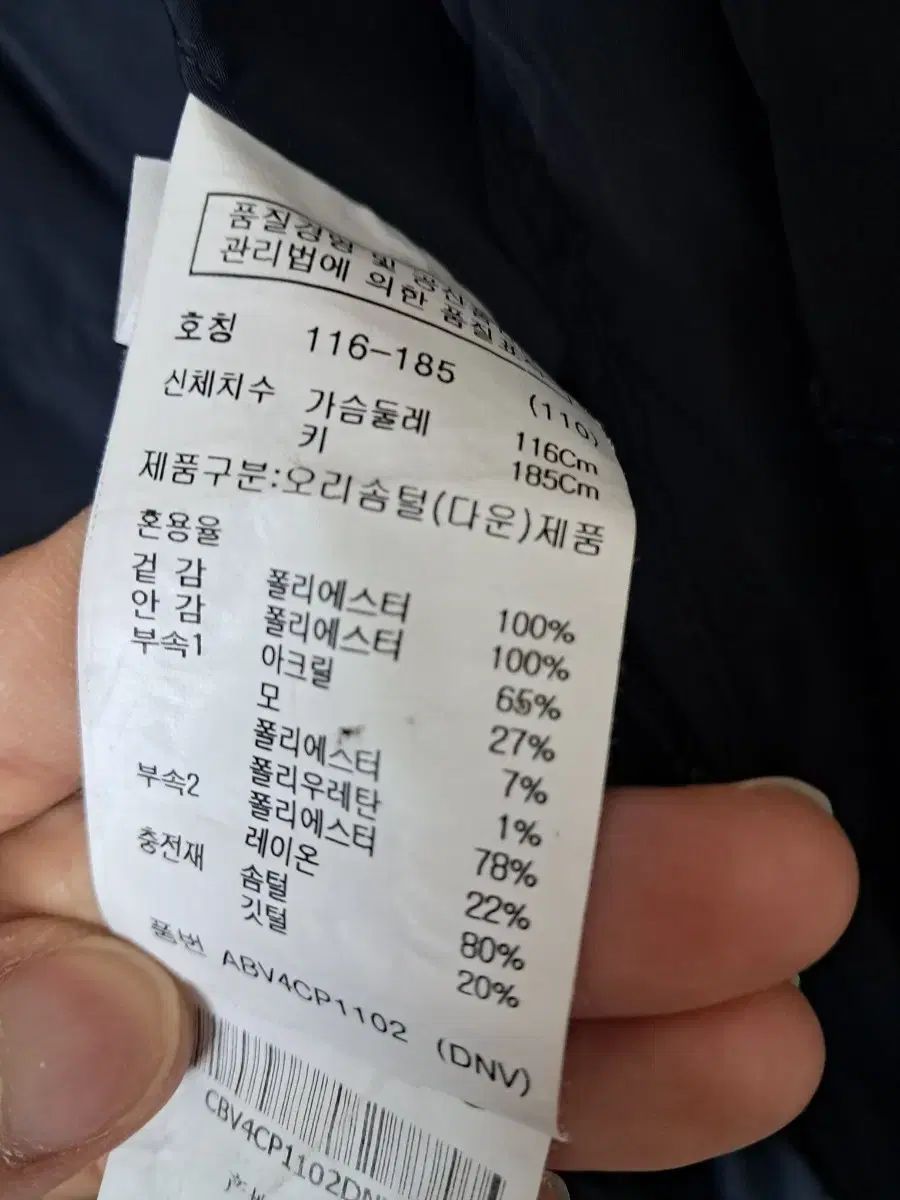 품질경영 및 공산품
관리법에 의한 품질표시
호칭 116-185 (110)
신체치수 가슴둘레 116Cm
키 185Cm
제품구분:오리솜털(다운)제품
혼용율
겉 감 폴리에스터 100%
안 감 폴리에스터 100%
부속1 아크릴 65%
모 27%
폴리에스터 7%
폴리우레탄 1%
부속2 폴리에스터 78%
레이온 22%
충전재 솜털 80%
깃털 20%
품번 ABV4CP1102 (DNV)